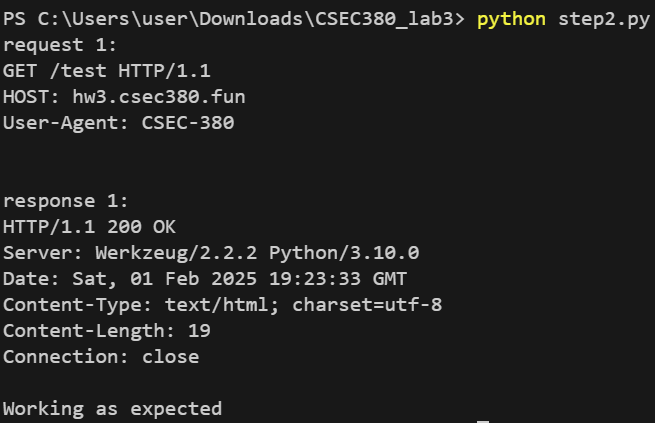 PS C:\Users\user\Downloads\CSEC380_lab3> python step2.py
request 1:
GET /test HTTP/1.1
HOST: hw3.csec380.fun
User-Agent: CSEC-380
response 1:
HTTP/1.1 200 OK
Server: Werkzeug/2.2.2 Python/3.10.0
Date: Sat, 01 Feb 2025 19:23:33 GMT
Content-Type: text/html; charset=utf-8
Content-Length: 19
Connection: close
Working as expected